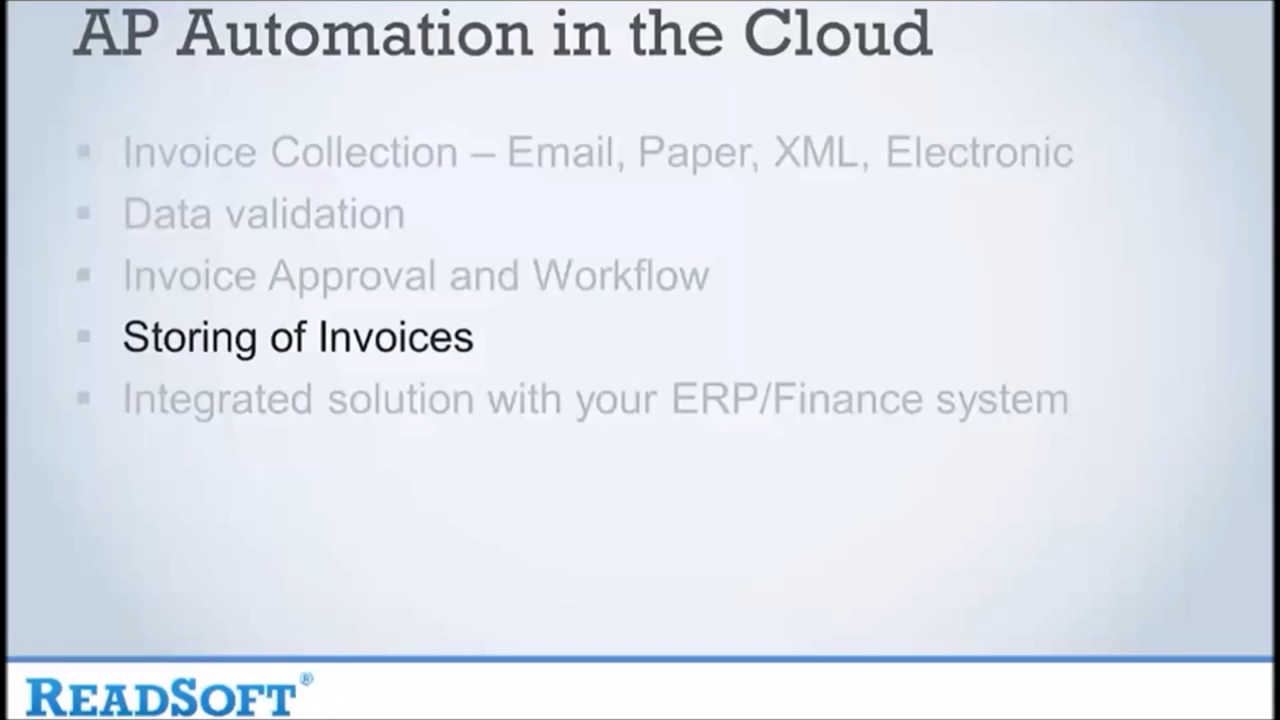 AP Automation in the Cloud
▪ Invoice Collection – Email, Paper, XML, Electronic
▪ Data validation
▪ Invoice Approval and Workflow
▪ Storing of Invoices
▪ Integrated solution with your ERP/Finance system
READSOFT®